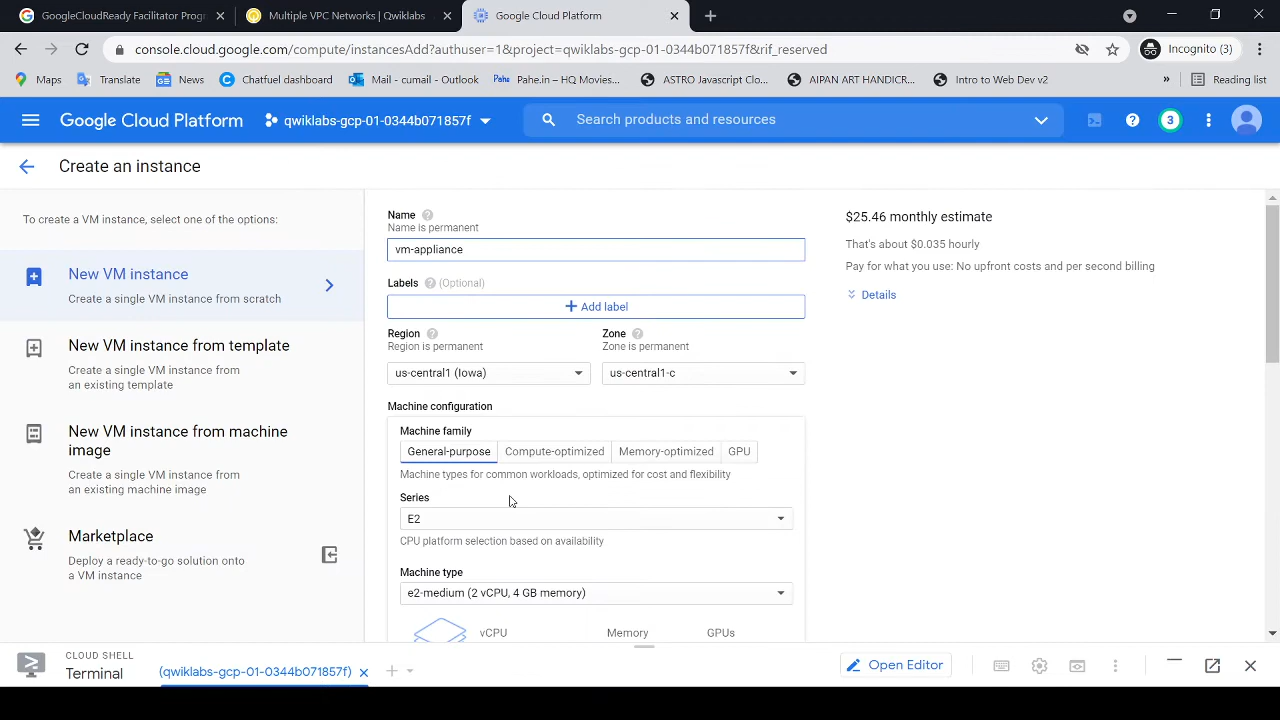 GoogleCloudReady Facilitator Progr
Multiple VPC Networks | Qwiklabs
Google Cloud Platform
console.cloud.google.com/compute/instancesAdd?authuser=1&project=qwiklabs-gcp-01-0344b071857f&rif_reserved
Incognito (3)
Maps
Translate
News
Chatfuel dashboard
Mail - cumail - Outlook
Pahe Pahe.in – HQ Movies...
ASTRO Javascript Clo...
AIPAN ART HANDICR...
Intro to Web Dev v2
»
Reading list
Google Cloud Platform
qwiklabs-gcp-01-0344b071857f
Search products and resources
3
Create an instance
To create a VM instance, select one of the options:
New VM instance
Create a single VM instance from scratch
New VM instance from template
Create a single VM instance from
an existing template
New VM instance from machine
image
Create a single VM instance from
an existing machine image
Marketplace
Deploy a ready-to-go solution onto
a VM instance
Name
Name is permanent
vm-appliance
Labels (Optional)
+ Add label
Region
Region is permanent
us-central1 (Iowa)
Zone
Zone is permanent
us-central1-c
Machine configuration
Machine family
General-purpose Compute-optimized Memory-optimized GPU
Machine types for common workloads, optimized for cost and flexibility
Series
E2
CPU platform selection based on availability
Machine type
e2-medium (2 vCPU, 4 GB memory)
vCPU Memory GPUs
$25.46 monthly estimate
That's about $0.035 hourly
Pay for what you use: No upfront costs and per second billing
Details
CLOUD SHELL
Terminal
(qwiklabs-gcp-01-0344b071857f)
Open Editor